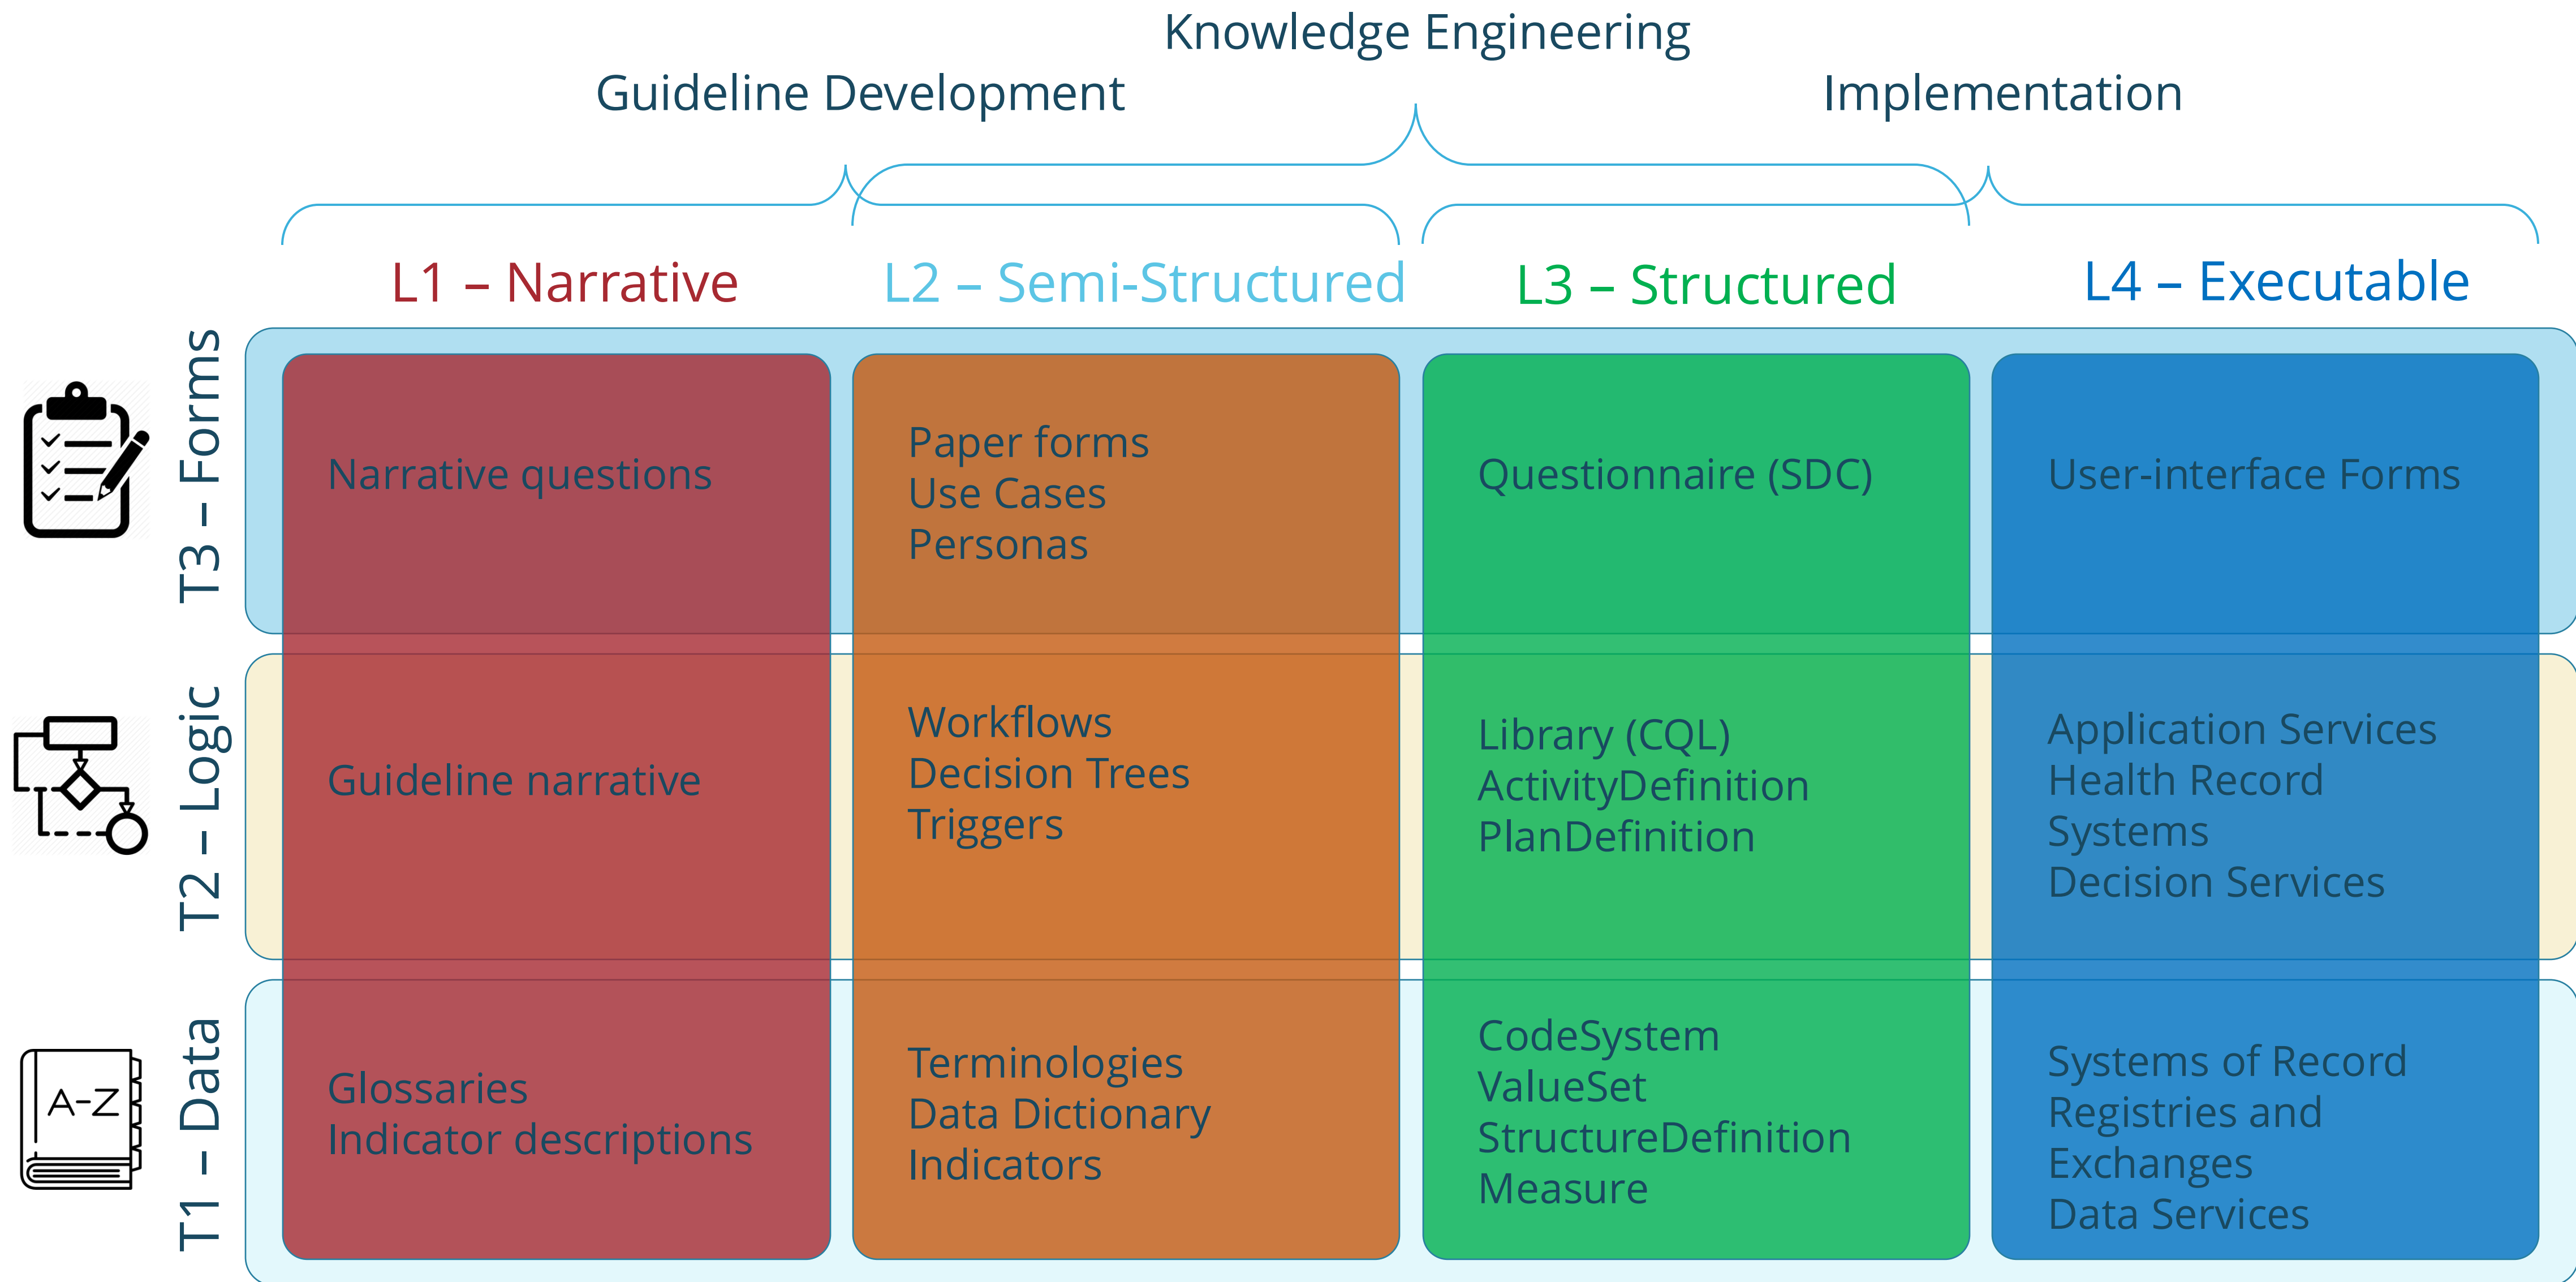 Knowledge Engineering
Guideline Development
Implementation
L1 – Narrative
L2 – Semi-Structured
L3 – Structured
L4 – Executable
T3 – Forms
Narrative questions
Paper forms
Use Cases
Personas
Questionnaire (SDC)
User-interface Forms
T2 – Logic
Guideline narrative
Workflows
Decision Trees
Triggers
Library (CQL)
ActivityDefinition
PlanDefinition
Application Services
Health Record
Systems
Decision Services
A-Z
T1 – Data
Glossaries
Indicator descriptions
Terminologies
Data Dictionary
Indicators
CodeSystem
ValueSet
StructureDefinition
Measure
Systems of Record
Registries and
Exchanges
Data Services